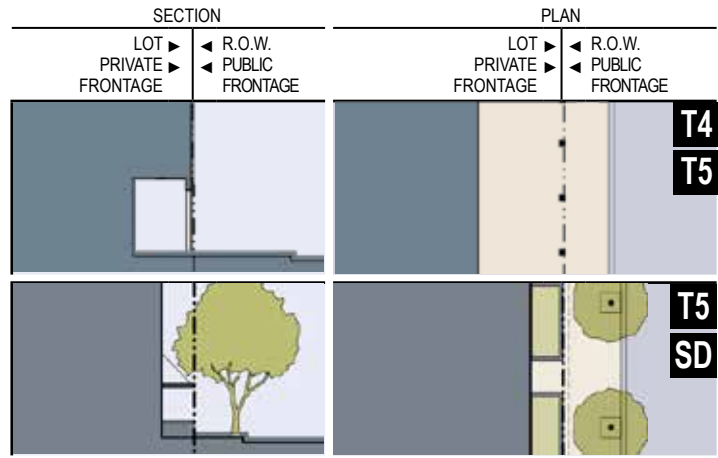 SECTION
PLAN
LOT ► ◄ R.O.W.
PRIVATE ► ◄ PUBLIC
FRONTAGE FRONTAGE
LOT ► ◄ R.O.W.
PRIVATE ► ◄ PUBLIC
FRONTAGE FRONTAGE
T4
T5
T5
SD